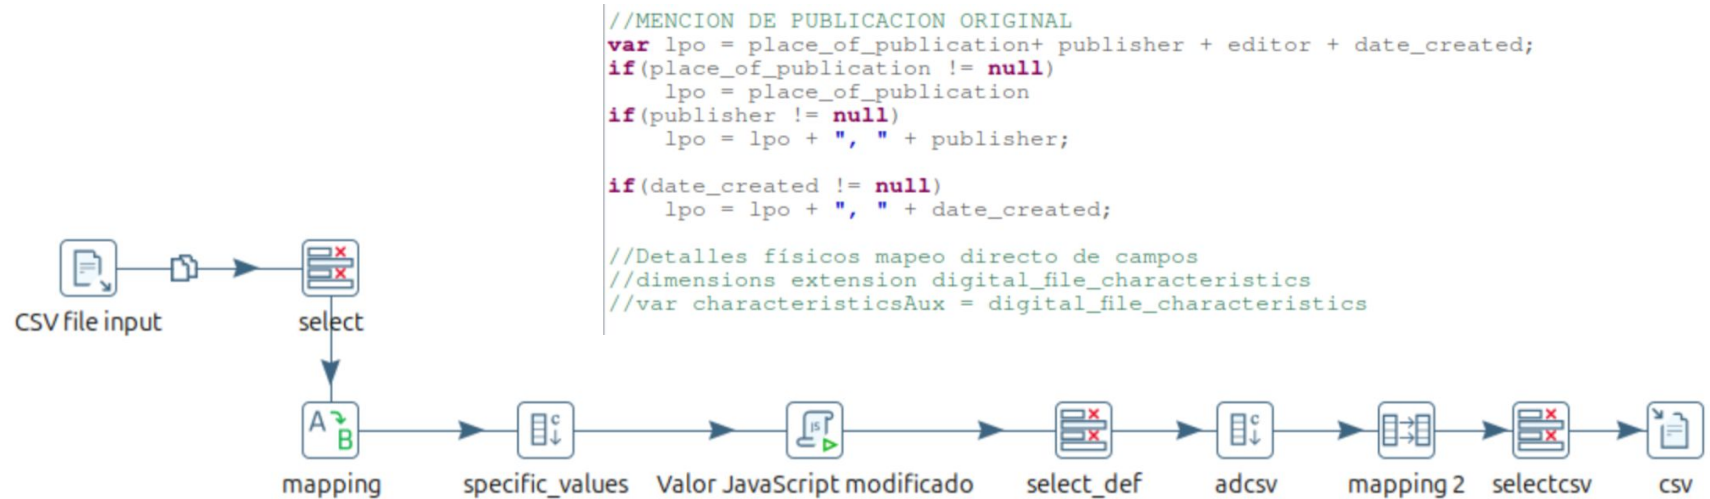 //MENCION DE PUBLICACION ORIGINAL
var lpo = place_of_publication+ publisher + editor + date_created;
if(place_of_publication != null)
lpo = place_of_publication
if(publisher != null)
lpo = lpo + ", " + publisher;
if(date_created != null)
lpo = lpo + ", " + date_created;
//Detalles físicos mapeo directo de campos
//dimensions extension digital_file_characteristics
//var characteristicsAux = digital_file_characteristics
CSV file input
select
A
B
c
JS
c
mapping
specific_values
Valor JavaScript modificado
select_def
adcsv
mapping 2
selectcsv
csv